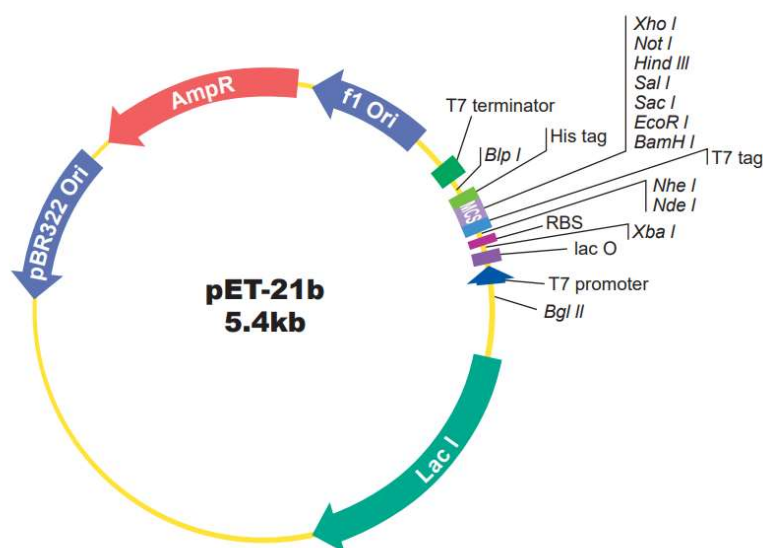 Xho I
Not I
Hind III
Sal I
Sac I
EcoR I
BamH I
T7 tag
Nhe I
Nde I
Xba I
T7 terminator
His tag
Blp I
MCS
RBS
lac O
T7 promoter
Bgl II
f1 Ori
AmpR
pBR322 Ori
pET-21b
5.4kb
Lac I